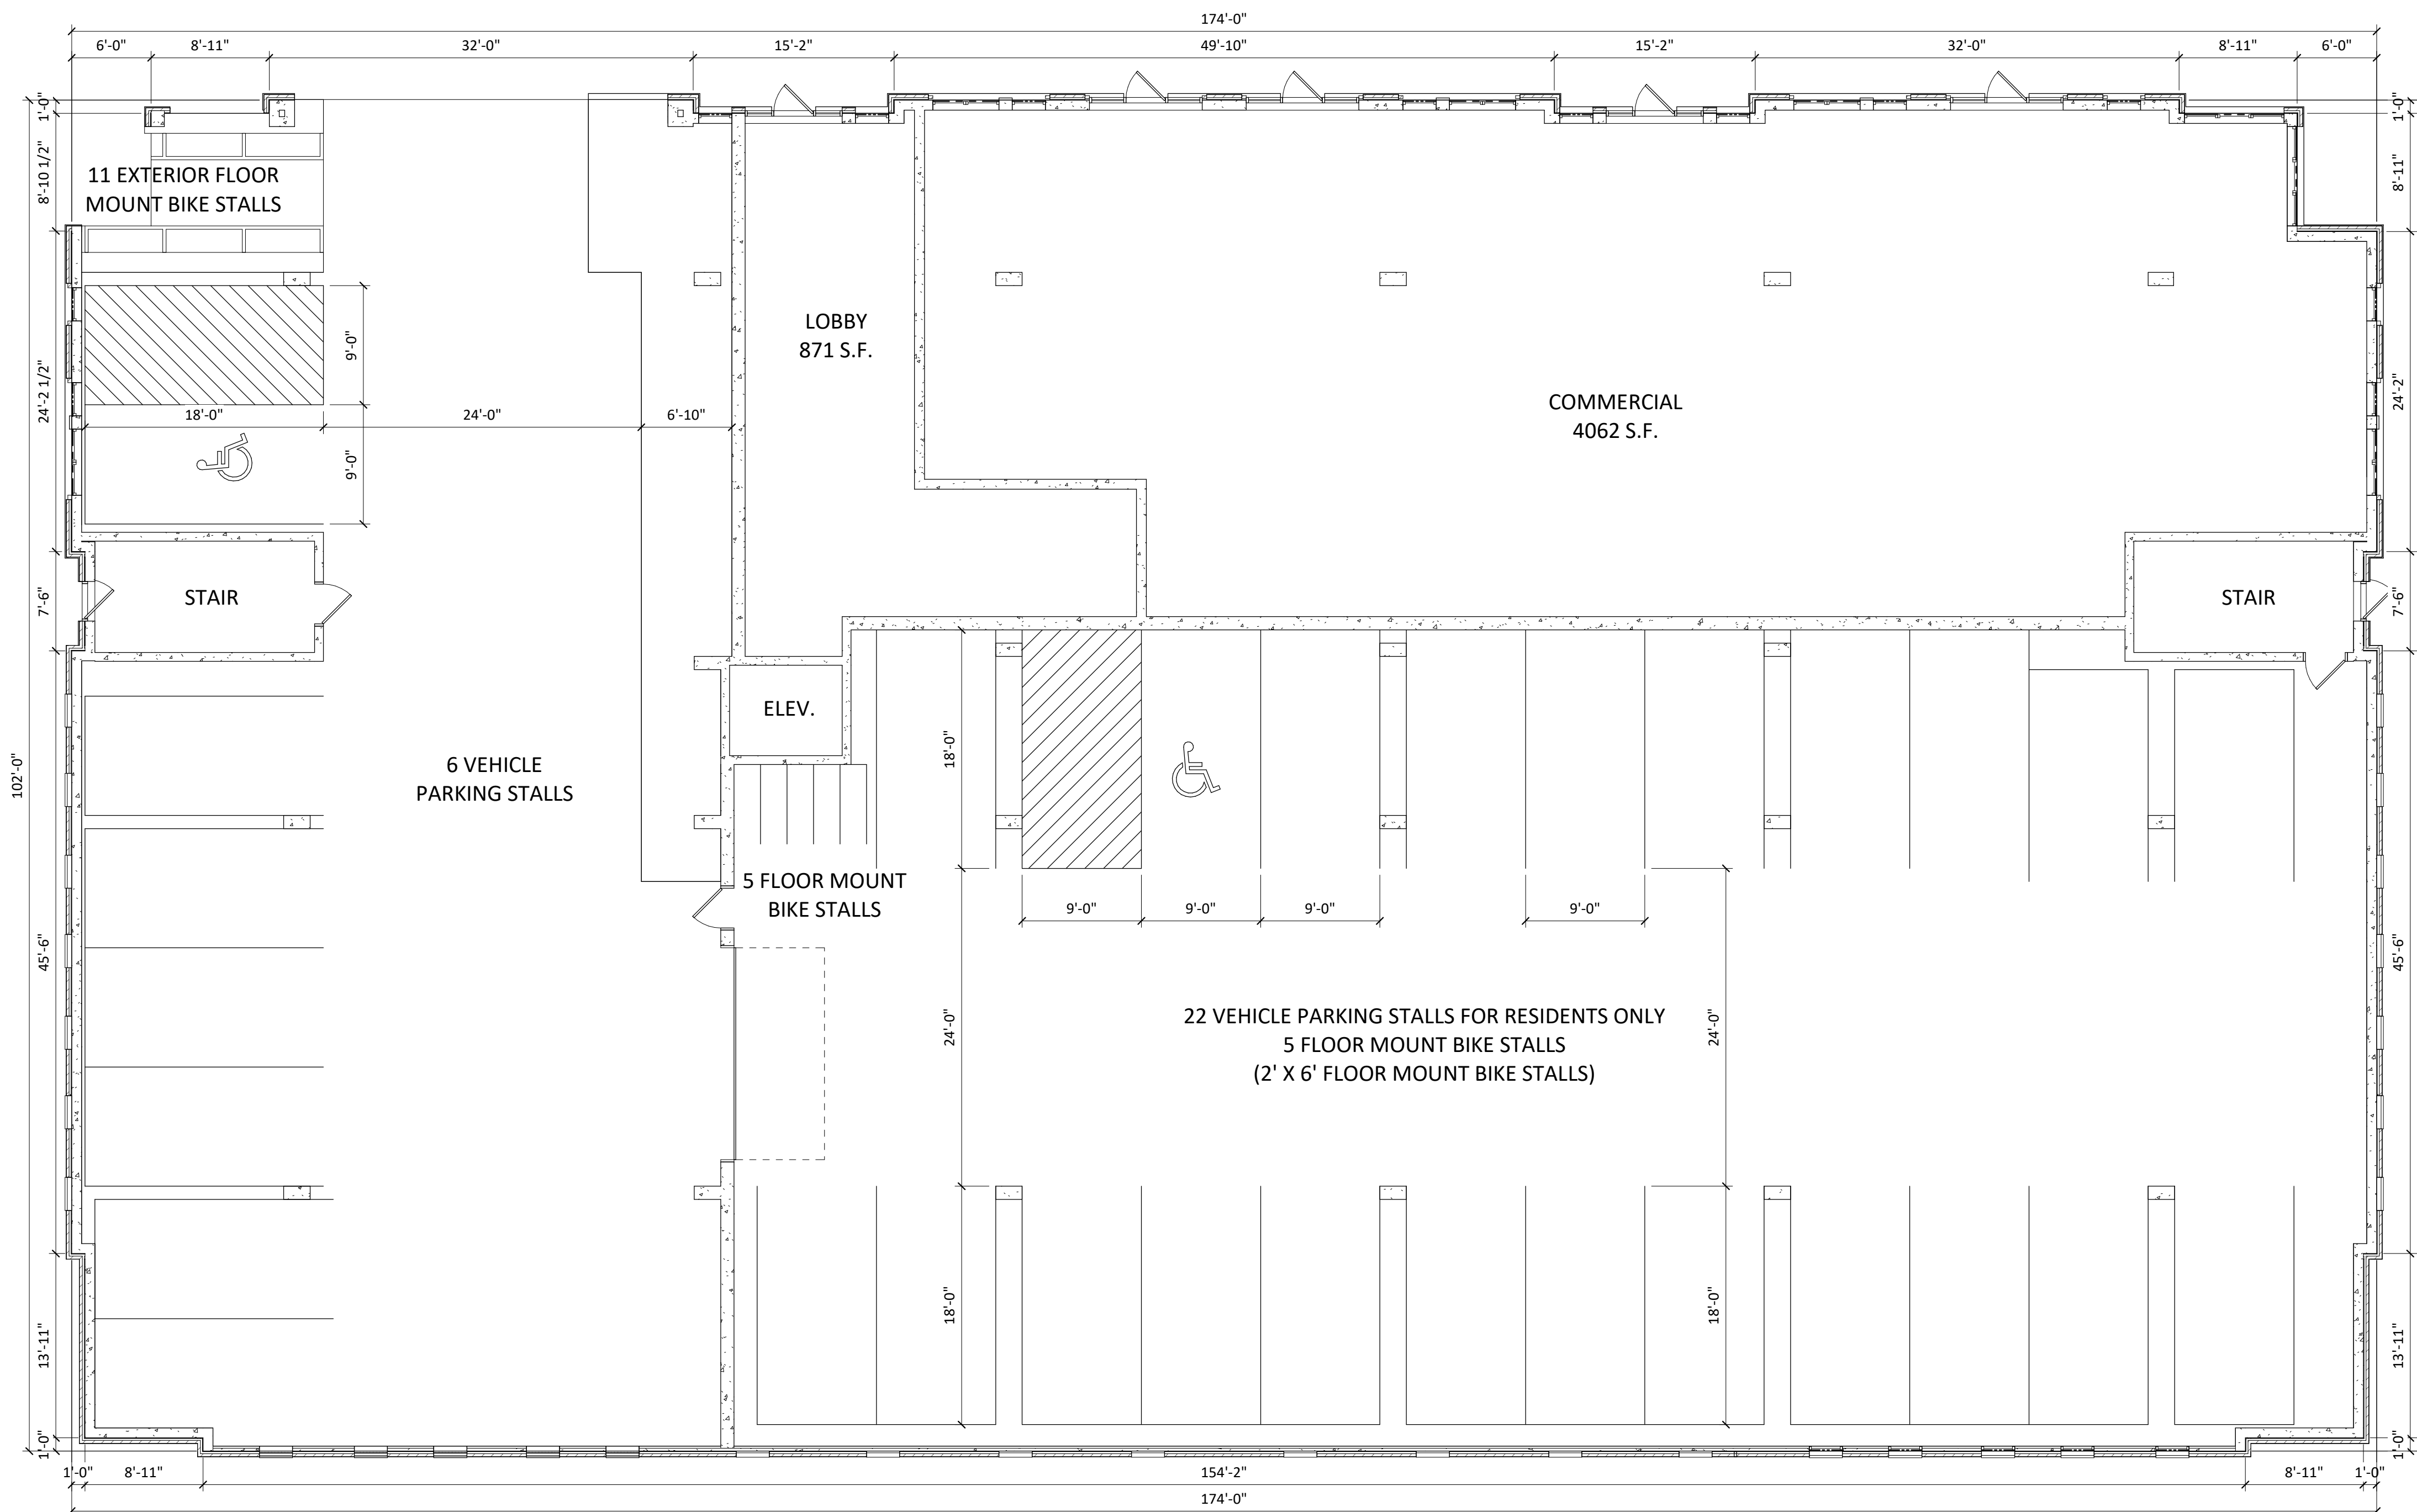 174'-0"
6'-0" 8'-11" 32'-0" 15'-2" 49'-10" 15'-2" 32'-0" 8'-11" 6'-0"
1'-0" 1'-0"
8'-10 1/2" 8'-11"
11 EXTERIOR FLOOR
MOUNT BIKE STALLS
LOBBY
871 S.F.
9'-0"
24'-2 1/2" 24'-2"
COMMERCIAL
4062 S.F.
18'-0" 24'-0" 6'-10"
9'-0"
7'-6" STAIR STAIR 7'-6"
ELEV.
18'-0"
102'-0"
6 VEHICLE
PARKING STALLS
5 FLOOR MOUNT
BIKE STALLS
9'-0" 9'-0" 9'-0" 9'-0"
45'-6" 45'-6"
24'-0" 24'-0"
22 VEHICLE PARKING STALLS FOR RESIDENTS ONLY
5 FLOOR MOUNT BIKE STALLS
(2' X 6' FLOOR MOUNT BIKE STALLS)
18'-0" 18'-0"
13'-11" 13'-11"
1'-0" 1'-0"
1'-0" 8'-11" 154'-2" 8'-11" 1'-0"
174'-0"